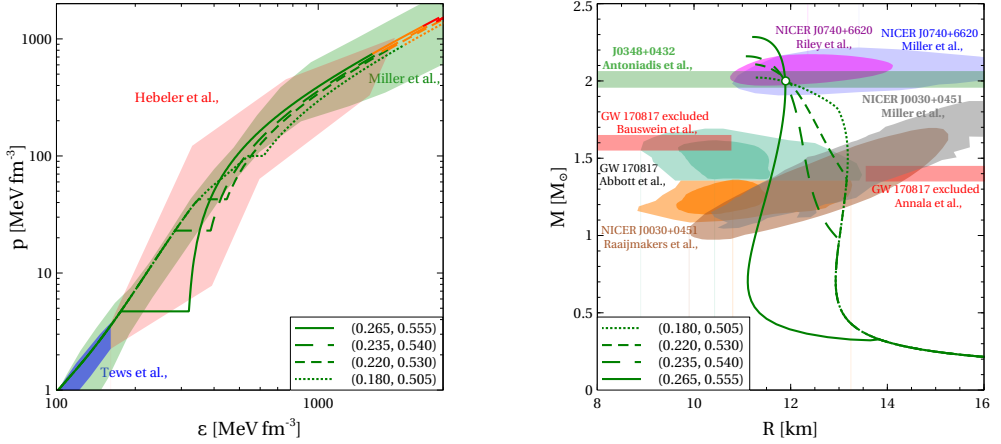 1000
100
10
1
100
1000
p [MeV fm⁻³]
ε [MeV fm⁻³]
Hebeler et al.,
Miller et al.,
Tews et al.,
(0.265, 0.555)
(0.235, 0.540)
(0.220, 0.530)
(0.180, 0.505)
2.5
2
1.5
1
0.5
0
8
10
12
14
16
M [M⊙]
R [km]
NICER J0740+6620
Riley et al.,
NICER J0740+6620
Miller et al.,
J0348+0432
Antoniadis et al.,
NICER J0030+0451
Miller et al.,
GW 170817 excluded
Bauswein et al.,
GW 170817
Abbott et al.,
GW 170817 excluded
Annala et al.,
NICER J0030+0451
Raaijmakers et al.,
(0.180, 0.505)
(0.220, 0.530)
(0.235, 0.540)
(0.265, 0.555)